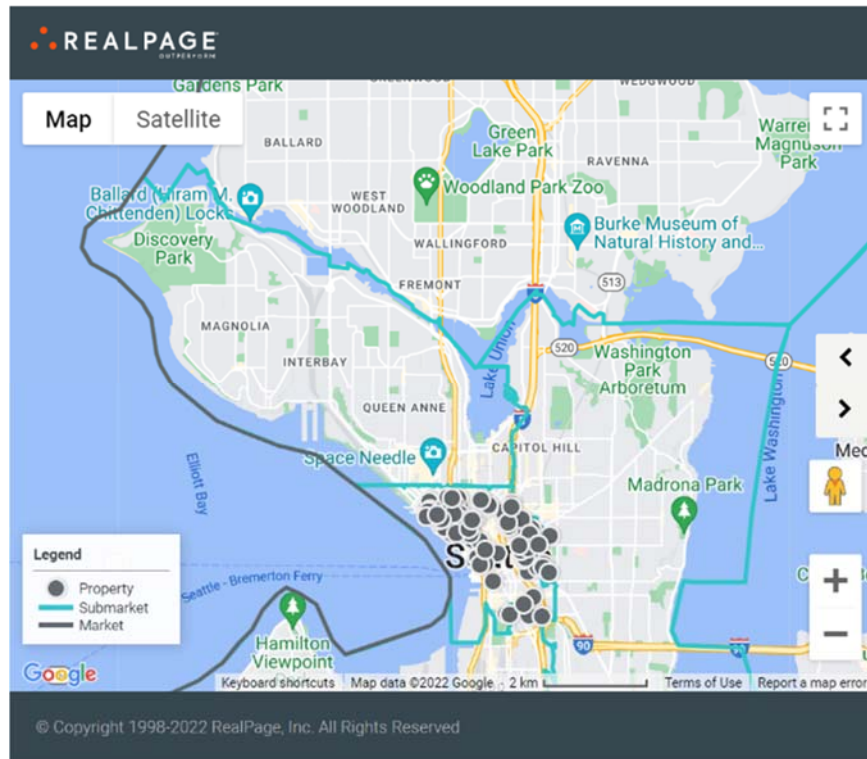 REALPAGE
OUTPERFORM
Gardens Park
WEDGWOOD
Map
Satellite
Green
Lake Park
Warren
Magnuson
Park
BALLARD
RAVENNA
Ballard (Hiram M.
Chittenden) Locks
WEST
WOODLAND
Woodland Park Zoo
Burke Museum of
Natural History and...
Discovery
Park
WALLINGFORD
FREMONT
5
513
MAGNOLIA
Lake Union
520
Washington
Park
Arboretum
520
INTERBAY
QUEEN ANNE
Lake Washington
CAPITOL HILL
Space Needle
Med
Elliott Bay
Madrona Park
Legend
Property
Submarket
Market
Seattle - Bremerton Ferry
Hamilton
Viewpoint
90
Google
Keyboard shortcuts
Map data ©2022 Google
2 km
Terms of Use
Report a map error
© Copyright 1998-2022 RealPage, Inc. All Rights Reserved